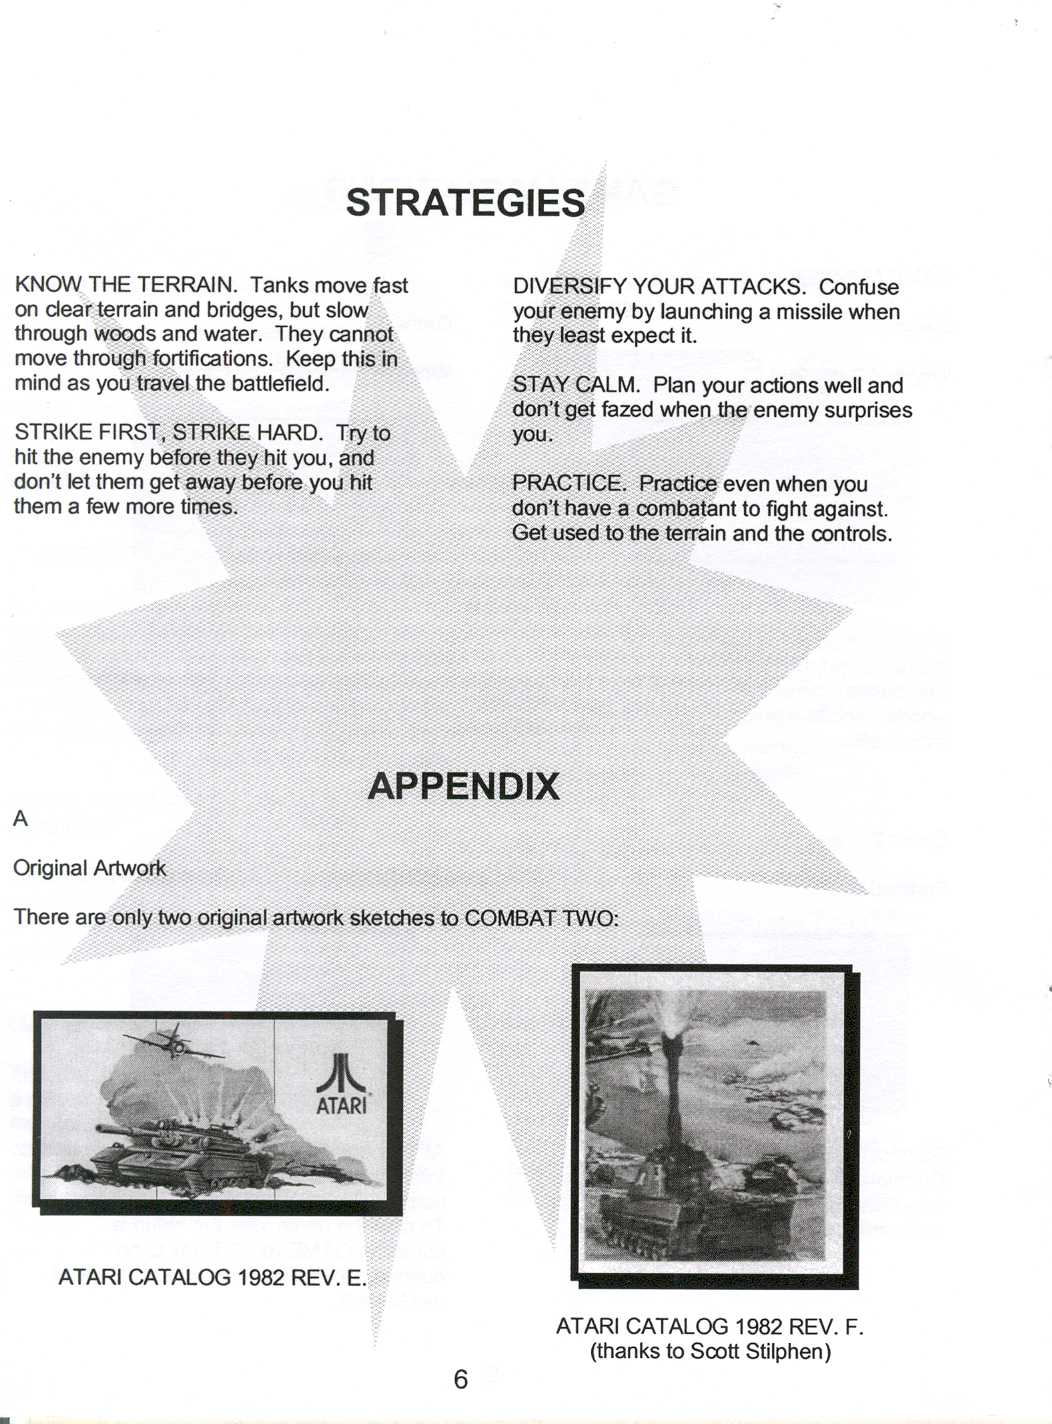 STRATEGIES
KNOW THE TERRAIN. Tanks move fast
on clear terrain and bridges, but slow
through woods and water. They cannot
move through fortifications. Keep this in
mind as you travel the battlefield.
STRIKE FIRST, STRIKE HARD. Try to
hit the enemy before they hit you, and
don't let them get away before you hit
them a few more times.
DIVERSIFY YOUR ATTACKS. Confuse
your enemy by launching a missile when
they least expect it.
STAY CALM. Plan your actions well and
don't get fazed when the enemy surprises
you.
PRACTICE. Practice even when you
don't have a combatant to fight against.
Get used to the terrain and the controls.
APPENDIX
A
Original Artwork
There are only two original artwork sketches to COMBAT TWO:
ATARI
ATARI CATALOG 1982 REV. E.
ATARI CATALOG 1982 REV. F.
(thanks to Scott Stilphen)
6